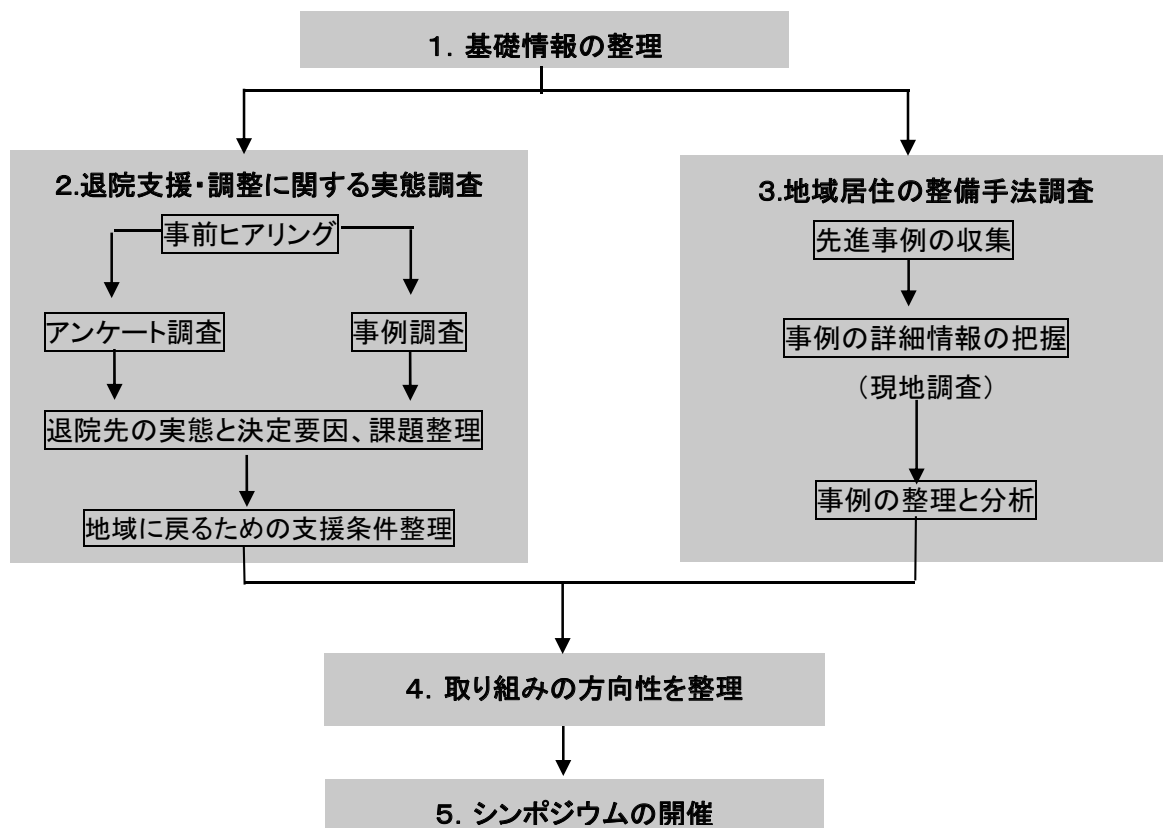 １．基礎情報の整理
２.退院支援・調整に関する実態調査
事前ヒアリング
アンケート調査
事例調査
退院先の実態と決定要因、課題整理
地域に戻るための支援条件整理
３.地域居住の整備手法調査
先進事例の収集
事例の詳細情報の把握
（現地調査）
事例の整理と分析
４．取り組みの方向性を整理
５．シンポジウムの開催